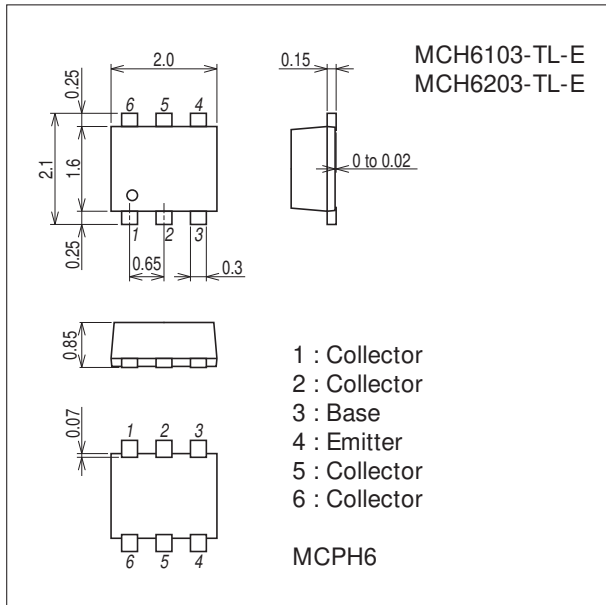 MCH6103-TL-E
MCH6203-TL-E
2.0
0.15
0.25
6 5 4
2.1
1.6
0 to 0.02
0.25
1 2 3
0.65
0.3
0.85
1 : Collector
2 : Collector
3 : Base
4 : Emitter
5 : Collector
6 : Collector
0.07
1 2 3
6 5 4
MCPH6